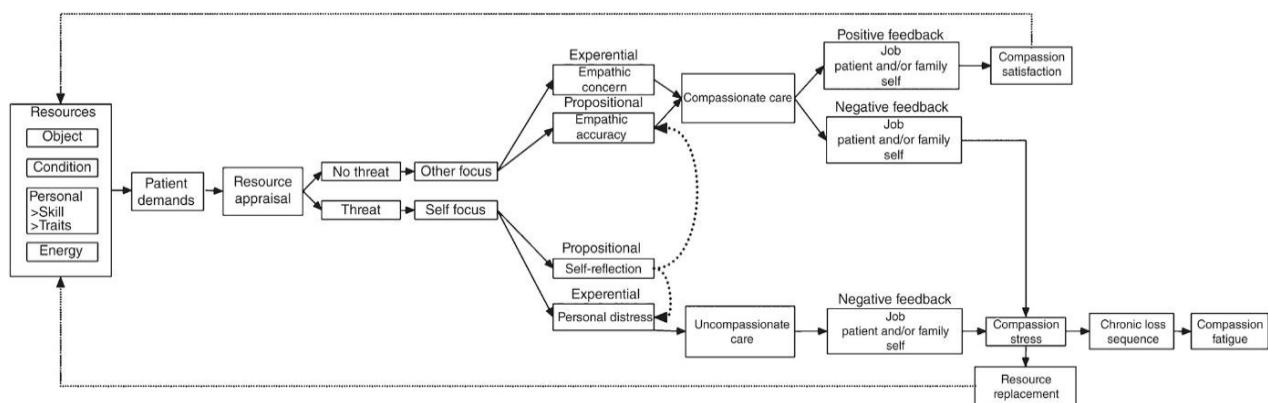 Resources
Object
Condition
Personal
>Skill
>Traits
Energy
Patient
demands
Resource
appraisal
No threat
Other focus
Threat
Self focus
Experential
Empathic
concern
Propositional
Empathic
accuracy
Propositional
Self-reflection
Experential
Personal distress
Compassionate care
Uncompassionate
care
Positive feedback
Job
patient and/or family
self
Negative feedback
Job
patient and/or family
self
Negative feedback
Job
patient and/or family
self
Compassion
satisfaction
Compassion
stress
Chronic loss
sequence
Compassion
fatigue
Resource
replacement